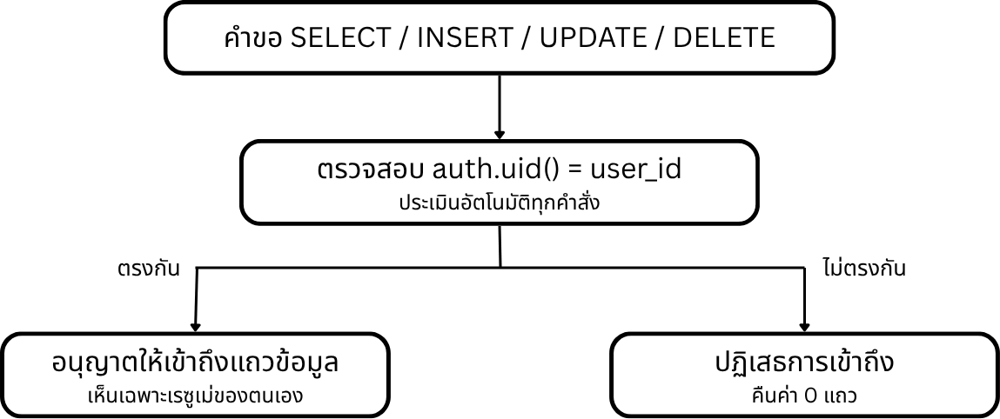 คำขอ SELECT / INSERT / UPDATE / DELETE
ตรวจสอบ auth.uid() = user_id
ประเมินอัตโนมัติทุกคำสั่ง
ตรงกัน
ไม่ตรงกัน
อนุญาตให้เข้าถึงแถวข้อมูล
เห็นเฉพาะเรซูเม่ของตนเอง
ปฏิเสธการเข้าถึง
คืนค่า 0 แถว